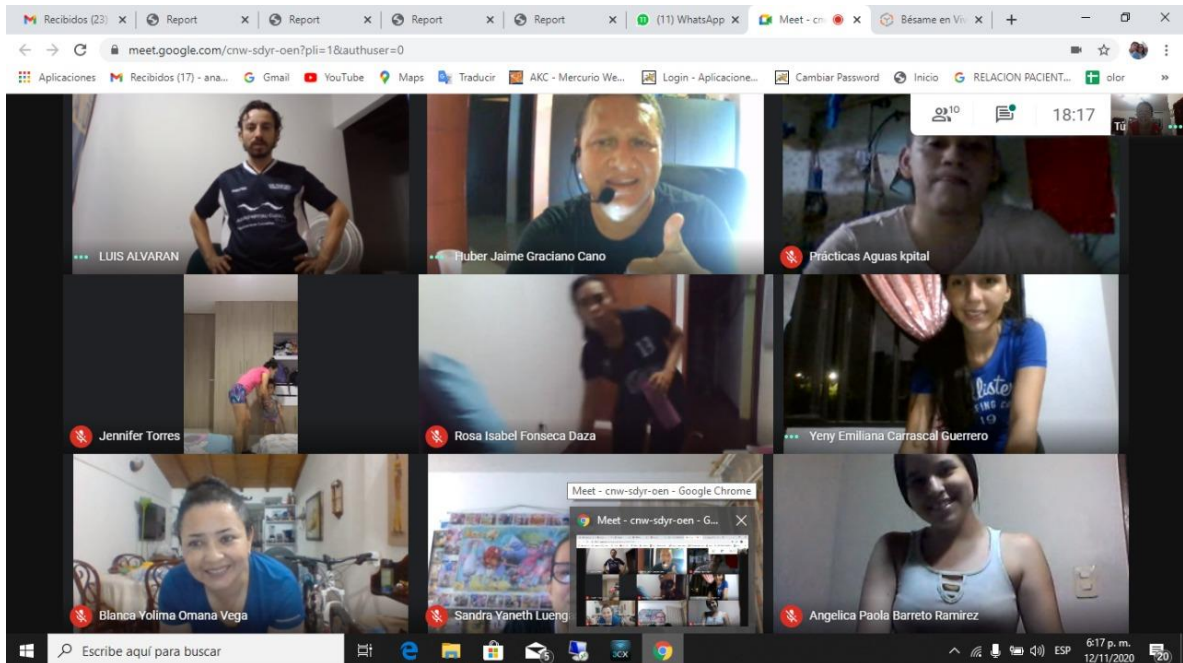 Recibidos (23)
Report
Report
Report
Report
(11) WhatsApp
Meet - cn
Bésame en Viv
meet.google.com/cnw-sdyr-oen?pli=1&authuser=0
Aplicaciones
Recibidos (17) - ana...
Gmail
YouTube
Maps
Traducir
AKC - Mercurio We...
Login - Aplicacione...
Cambiar Password
Inicio
RELACION PACIENT...
olor
10
18:17
Tú
LUIS ALVARAN
Huber Jaime Graciano Cano
Prácticas Aguas kpital
Jennifer Torres
13
Rosa Isabel Fonseca Daza
19
Yeny Emiliana Carrascal Guerrero
Meet - cnw-sdyr-oen - Google Chrome
Meet - cnw-sdyr-oen - G...
Blanca Yolima Omana Vega
Sandra Yaneth Lueng
Angelica Paola Barreto Ramirez
Escribe aquí para buscar
3CX
ESP
6:17 p. m.
12/11/2020
20